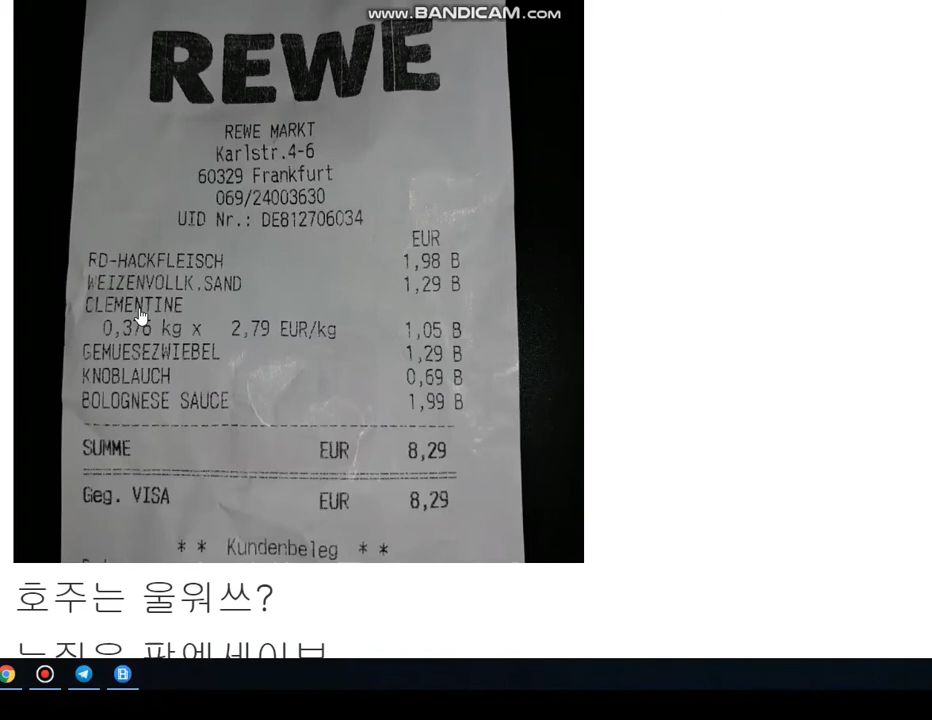 www.BANDICAM.com
REWE
REWE MARKT
Karlstr.4-6
60329 Frankfurt
069/24003630
UID Nr.: DE812706034
EUR
RD-HACKFLEISCH 1,98 B
WEIZENVOLLK.SAND 1,29 B
CLEMENTINE
0,376 kg x 2,79 EUR/kg 1,05 B
GEMUESEZWIEBEL 1,29 B
KNOBLAUCH 0,69 B
BOLOGNESE SAUCE 1,99 B
SUMME EUR 8,29
Geg. VISA EUR 8,29
* * Kundenbeleg * *
호주는 울워쓰?